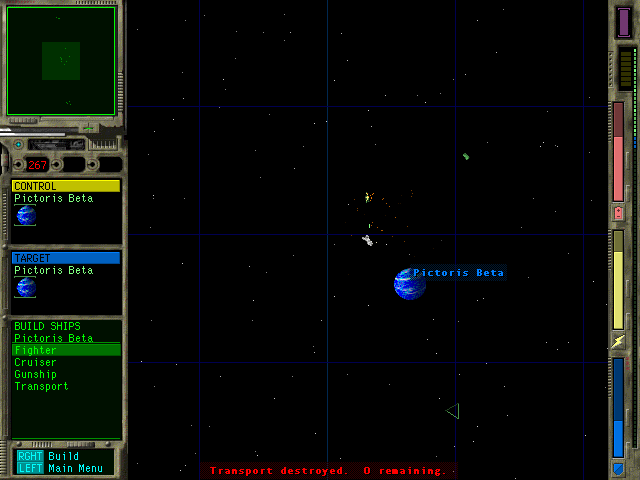 267
CONTROL
Pictoris Beta
TARGET
Pictoris Beta
BUILD SHIPS
Pictoris Beta
Fighter
Cruiser
Gunship
Transport
RGHT Build
LEFT Main Menu
Pictoris Beta
Transport destroyed. 0 remaining.